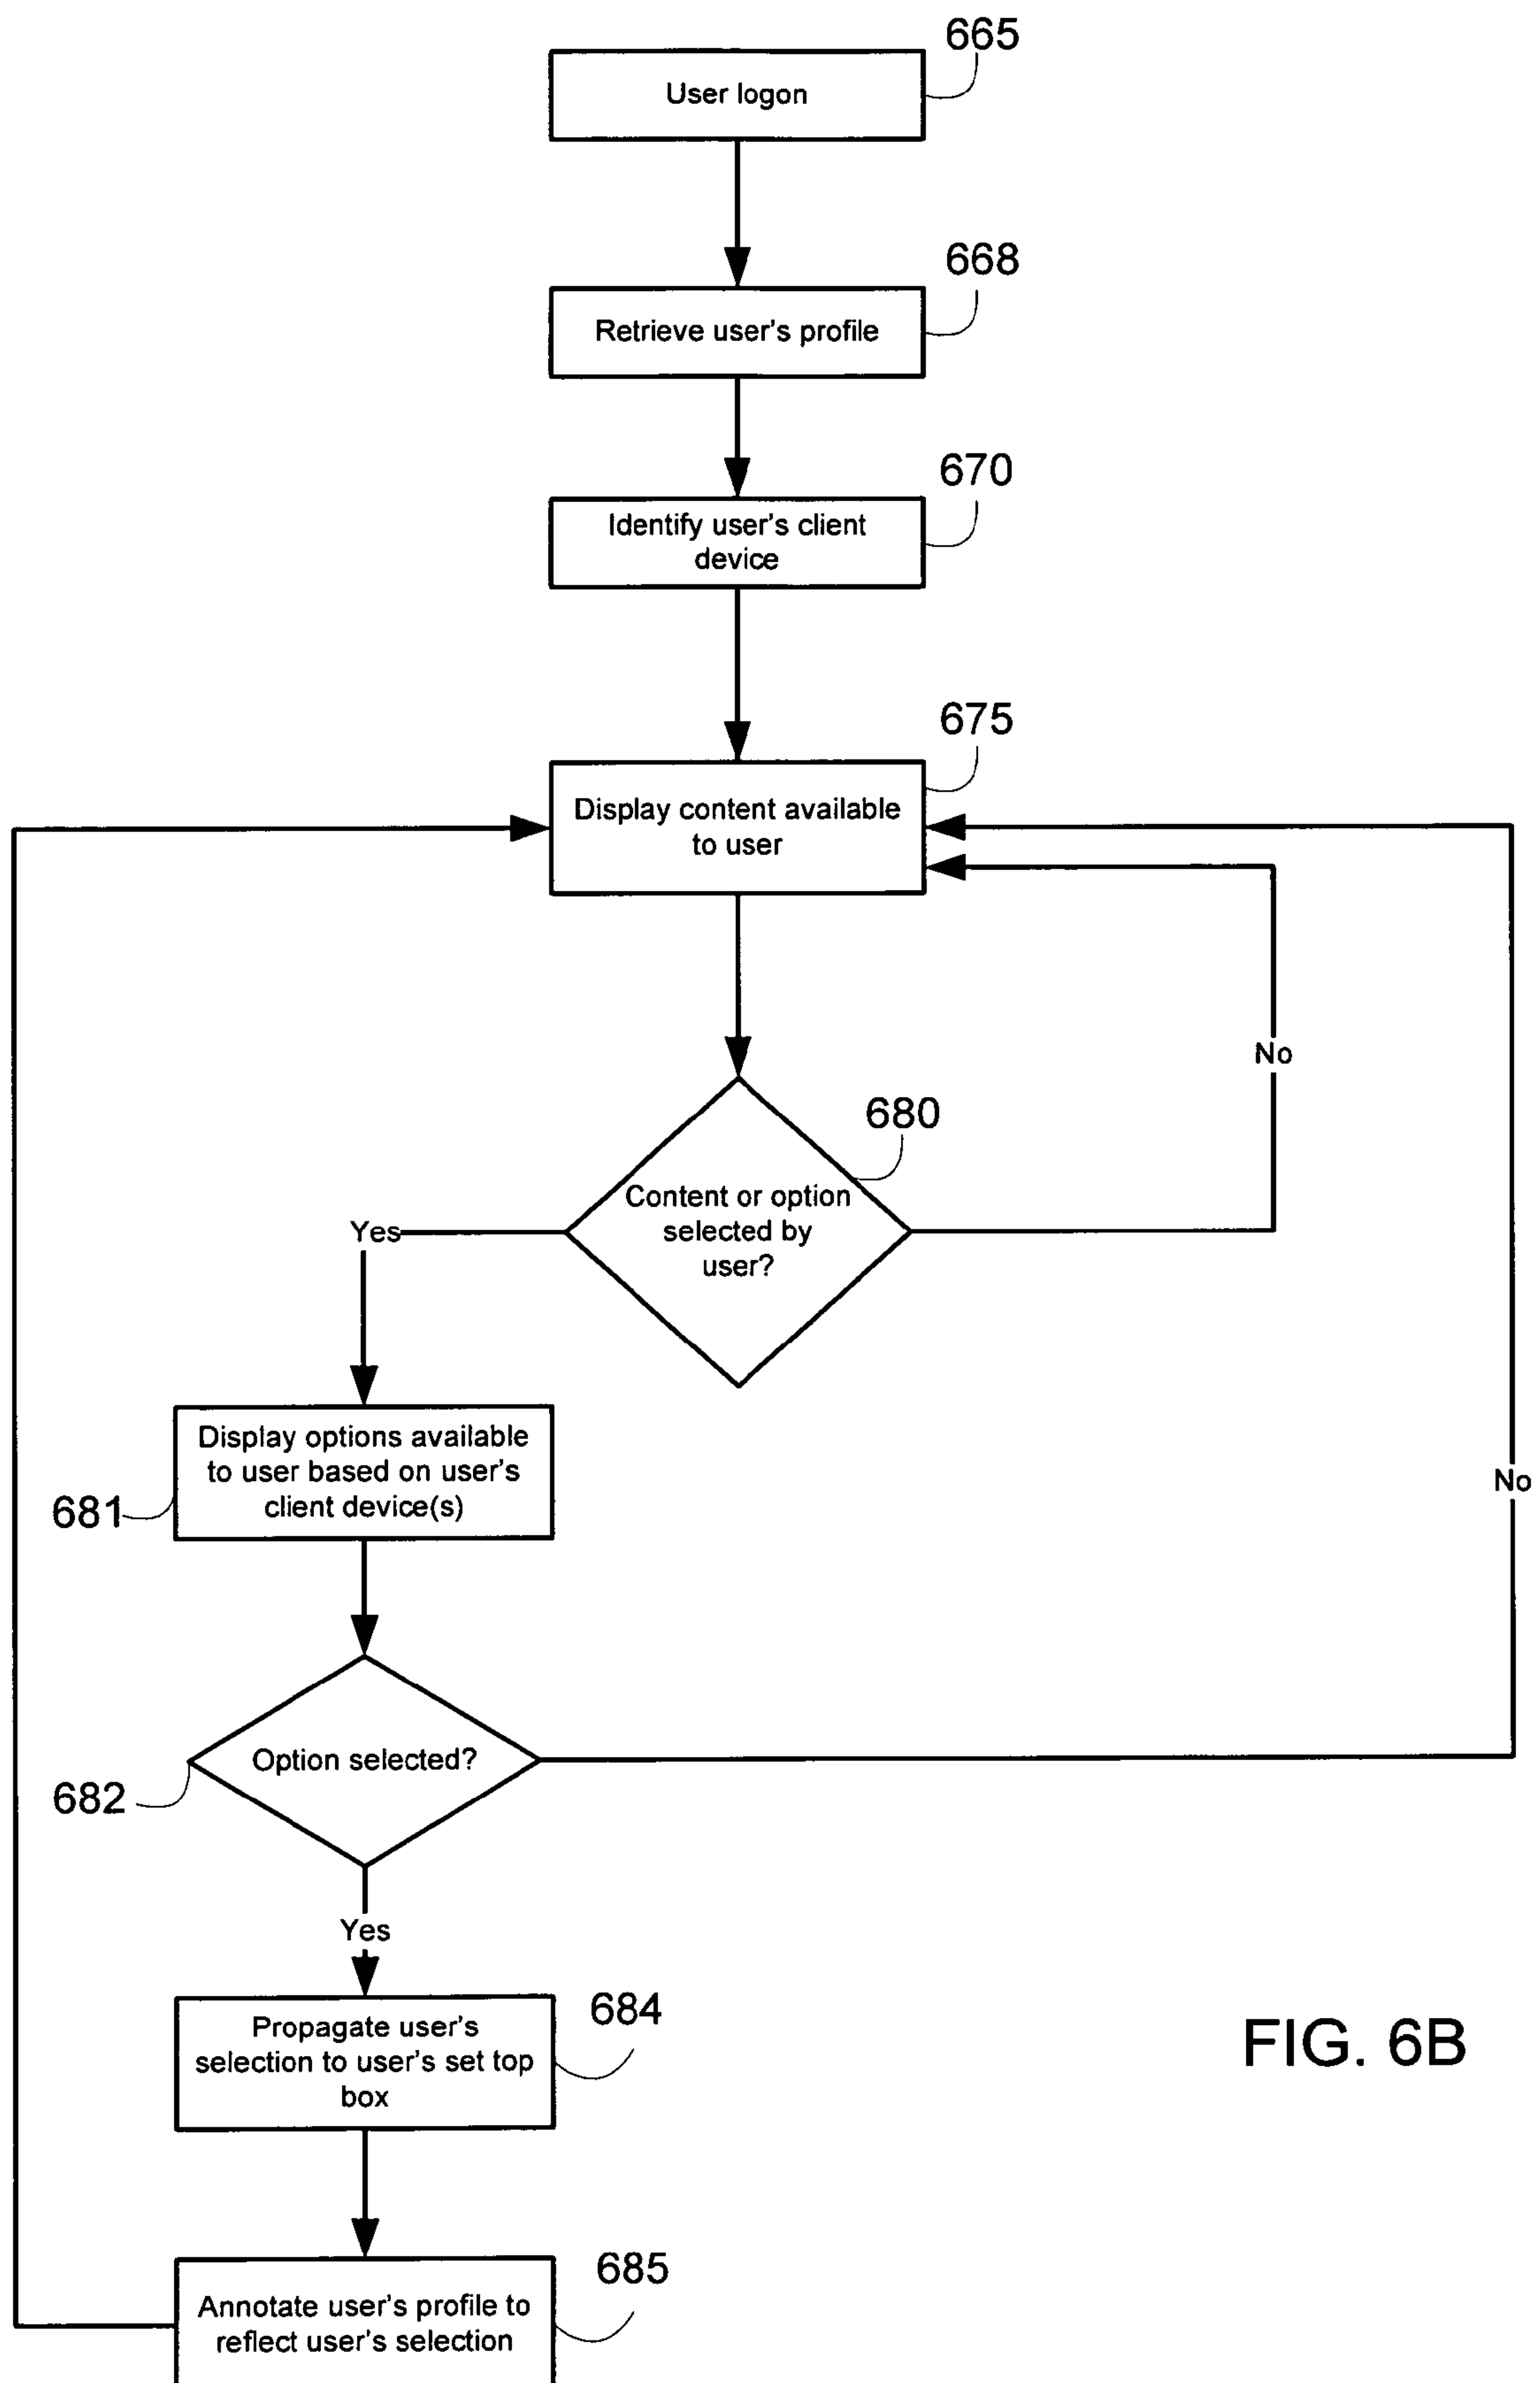 665
User logon
668
Retrieve user's profile
670
Identify user's client
device
675
Display content available
to user
No
680
Content or option
selected by
user?
Yes
Display options available
to user based on user's
client device(s)
681
No
Option selected?
682
Yes
684
Propagate user's
selection to user's set top
box
FIG. 6B
685
Annotate user's profile to
reflect user's selection